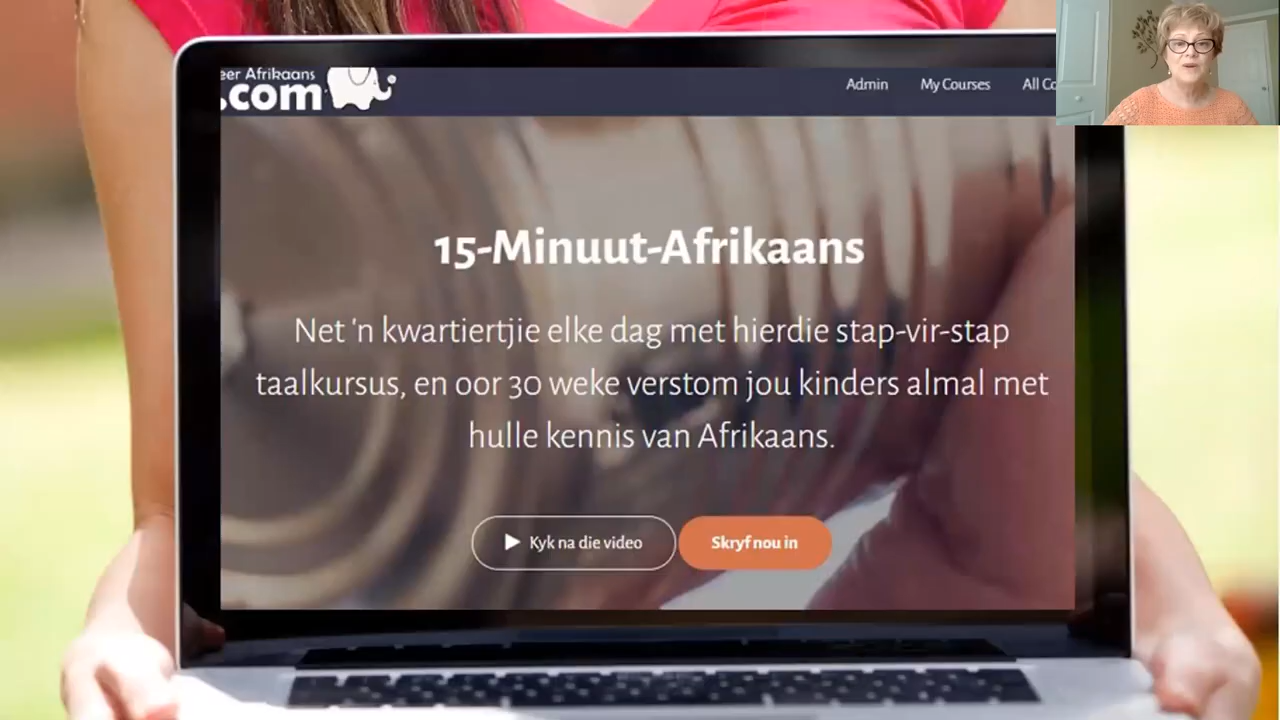 eer Afrikaans
.com
Admin My Courses All Co
15-Minuut-Afrikaans
Net 'n kwartiertjie elke dag met hierdie stap-vir-stap
taalkursus, en oor 30 weke verstom jou kinders almal met
hulle kennis van Afrikaans.
Kyk na die video Skryf nou in